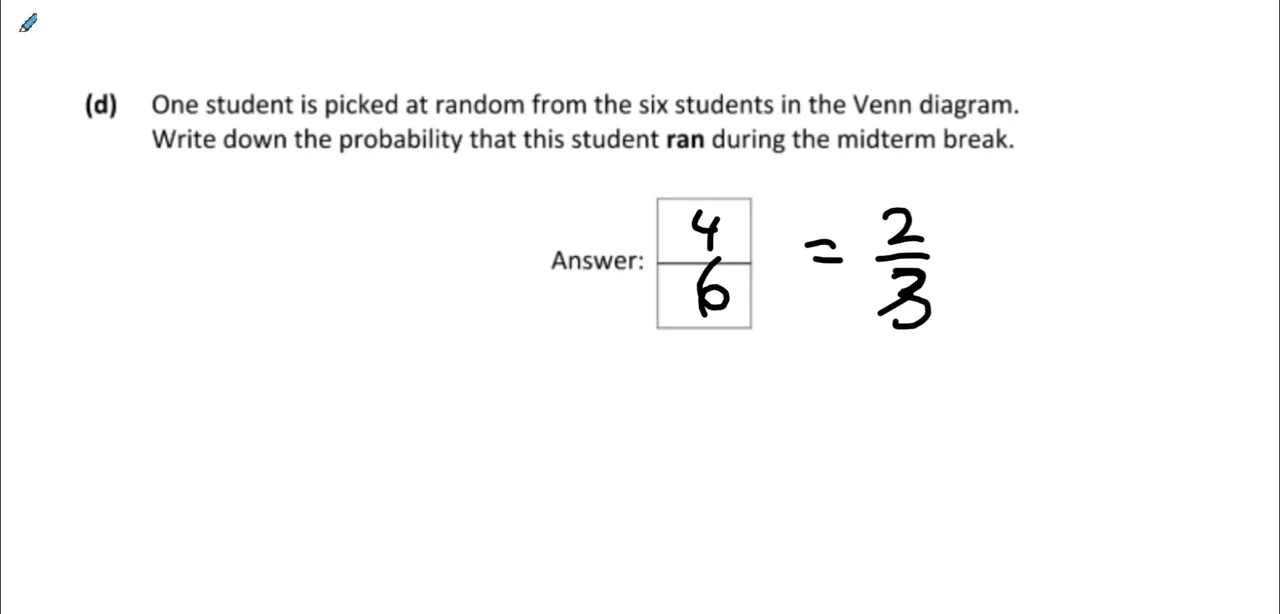 (d) One student is picked at random from the six students in the Venn diagram.
Write down the probability that this student ran during the midterm break.
Answer: 4/6 = 2/3